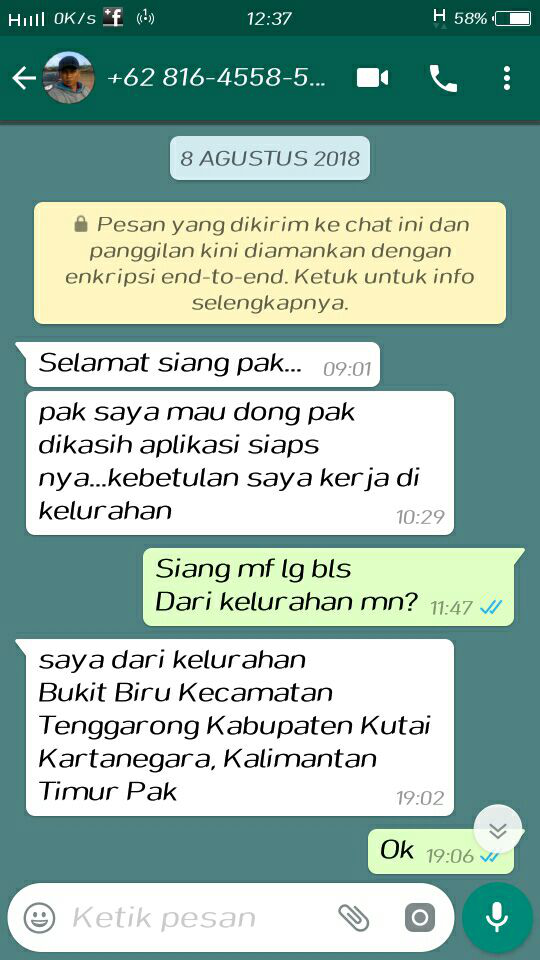 0K/s
12:37
H
58%
+62 816-4558-5...
8 AGUSTUS 2018
Pesan yang dikirim ke chat ini dan
panggilan kini diamankan dengan
enkripsi end-to-end. Ketuk untuk info
selengkapnya.
Selamat siang pak... 09:01
pak saya mau dong pak
dikasih aplikasi siaps
nya...kebetulan saya kerja di
kelurahan 10:29
Siang mf lg bls
Dari kelurahan mn? 11:47
saya dari kelurahan
Bukit Biru Kecamatan
Tenggarong Kabupaten Kutai
Kartanegara, Kalimantan
Timur Pak 19:02
Ok 19:06
Ketik pesan